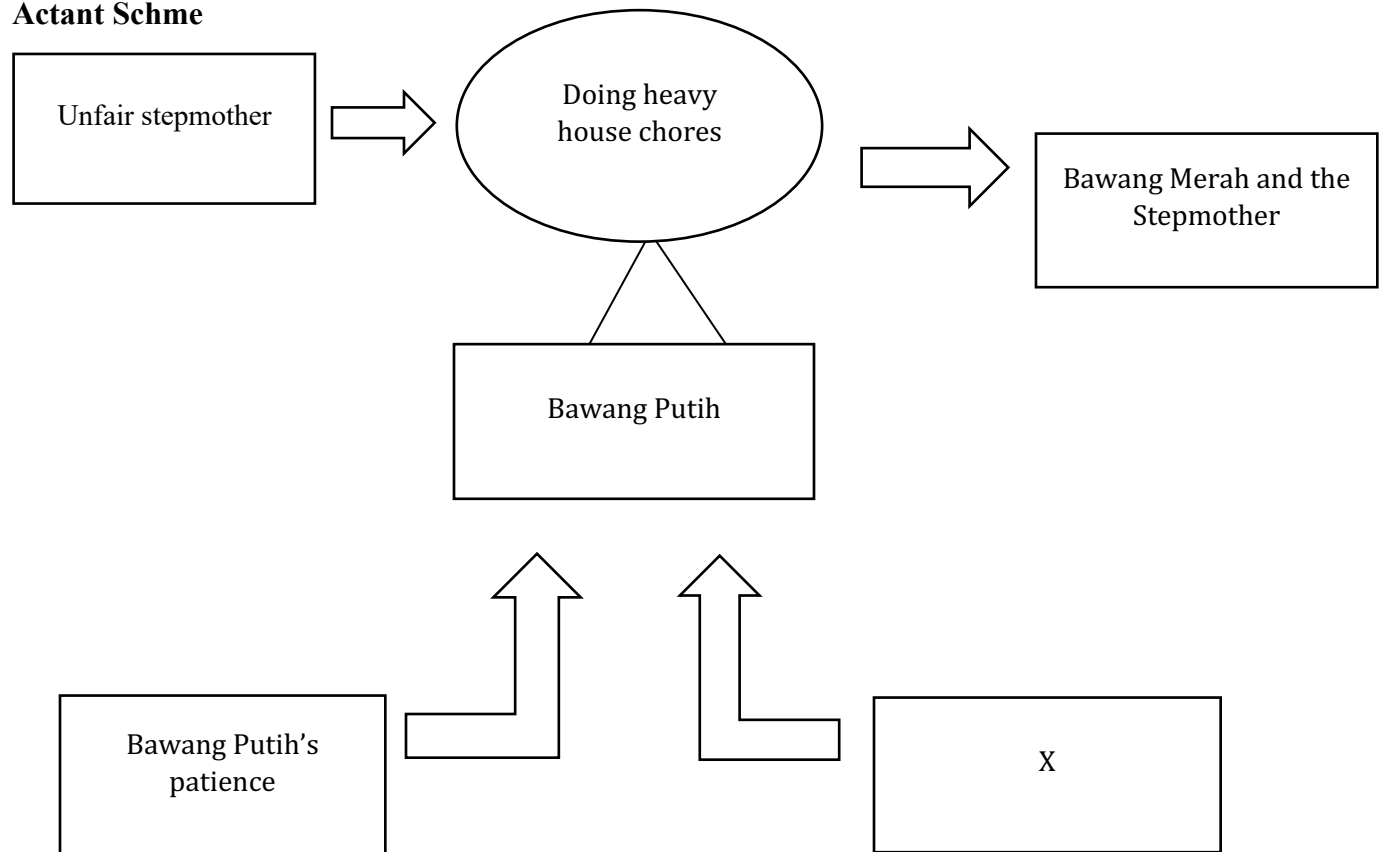 Actant Schme
Unfair stepmother
Doing heavy
house chores
Bawang Merah and the
Stepmother
Bawang Putih
Bawang Putih’s
patience
X